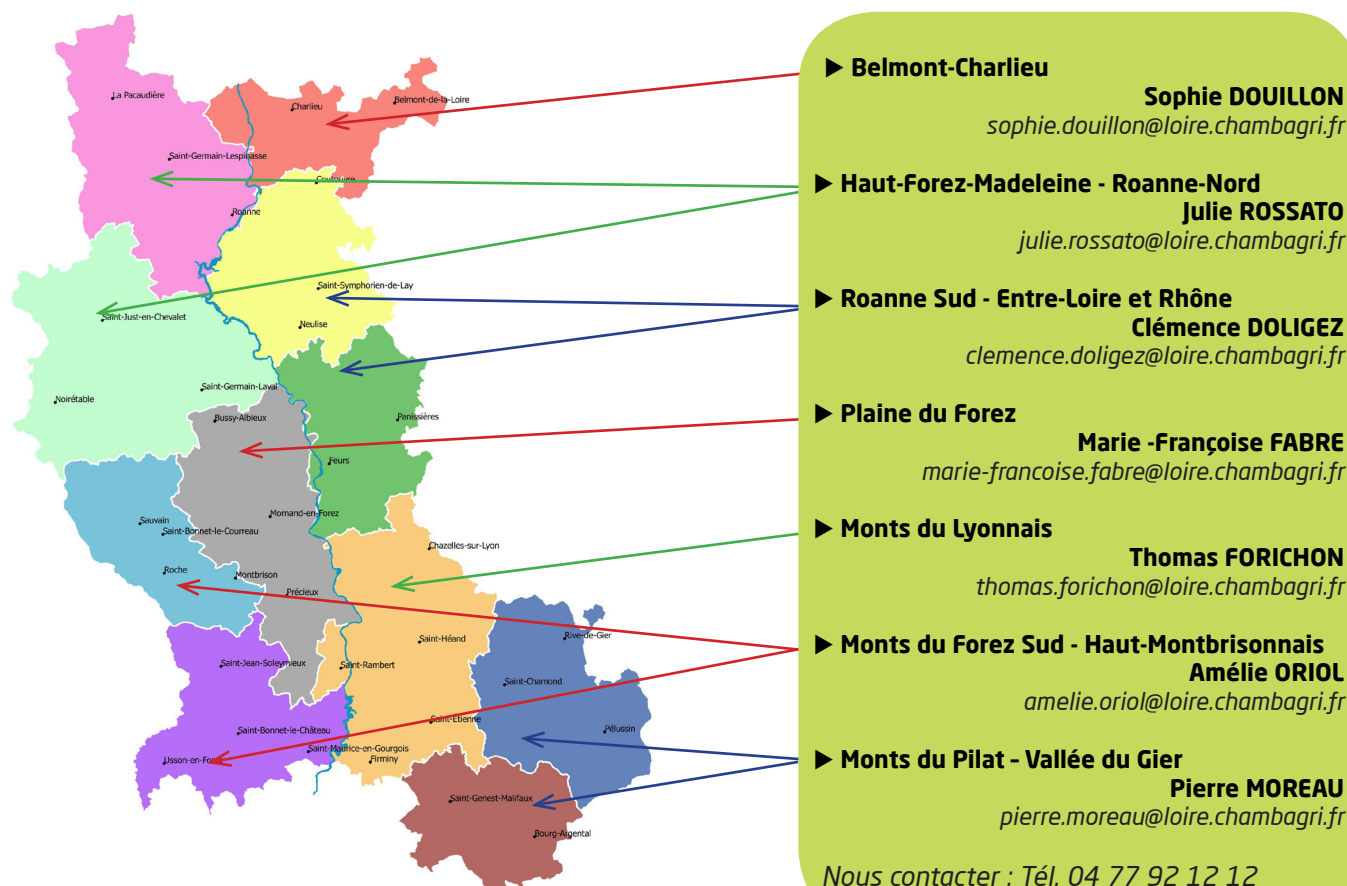 La Pacaudière
Charlieu
Belmont-de-la-Loire
Saint-Germain-Lespinasse
Coutouvre
Roanne
Saint-Symphorien-de-Lay
Saint-Just-en-Chevalet
Neulise
Saint-Germain-Laval
Noirétable
Bussy-Albieux
Panissières
Feurs
Mornand-en-Forez
Sauvain
Saint-Bonnet-le-Courreau
Chazelles-sur-Lyon
Roche
Montbrison
Précieux
Saint-Héand
Rive-de-Gier
Saint-Jean-Soleymieux
Saint-Rambert
Saint-Chamond
Saint-Etienne
Pélussin
Saint-Bonnet-le-Château
Saint-Maurice-en-Gourgois
Usson-en-Forez
Firminy
Saint-Genest-Malifaux
Bourg-Argental
▶ Belmont-Charlieu
Sophie DOUILLON
sophie.douillon@loire.chambagri.fr
▶ Haut-Forez-Madeleine - Roanne-Nord
Julie ROSSATO
julie.rossato@loire.chambagri.fr
▶ Roanne Sud - Entre-Loire et Rhône
Clémence DOLIGEZ
clemence.doligez@loire.chambagri.fr
▶ Plaine du Forez
Marie -Françoise FABRE
marie-francoise.fabre@loire.chambagri.fr
▶ Monts du Lyonnais
Thomas FORICHON
thomas.forichon@loire.chambagri.fr
▶ Monts du Forez Sud - Haut-Montbrisonnais
Amélie ORIOL
amelie.oriol@loire.chambagri.fr
▶ Monts du Pilat – Vallée du Gier
Pierre MOREAU
pierre.moreau@loire.chambagri.fr
Nous contacter : Tél. 04 77 92 12 12